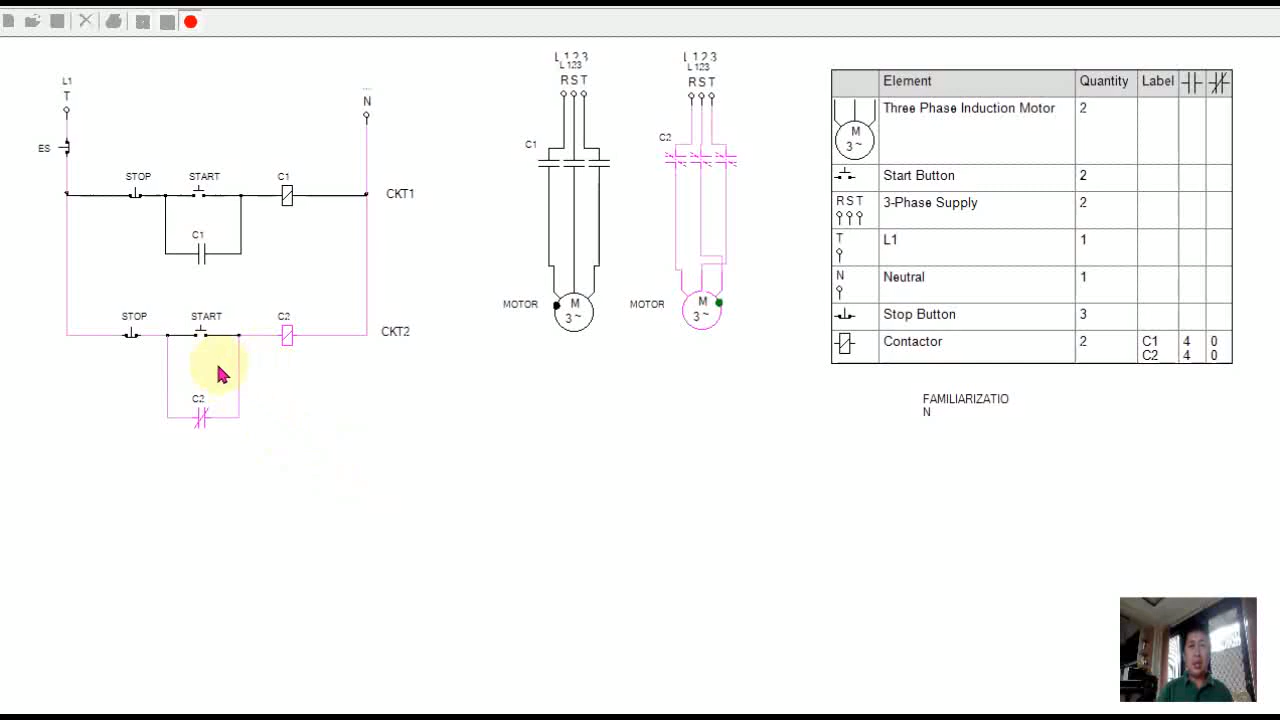 L1
T
N
ES
STOP
START
C1
CKT1
C1
STOP
START
C2
CKT2
C2
L 1 2 3
L 123
R S T
C1
MOTOR
M
3 ~
L 1 2 3
L 123
R S T
C2
MOTOR
M
3 ~
Element Quantity Label
M
3 ~
Three Phase Induction Motor 2
Start Button 2
R S T
3-Phase Supply 2
T
L1 1
N
Neutral 1
Stop Button 3
Contactor 2 C1 4 0
C2 4 0
FAMILIARIZATIO
N